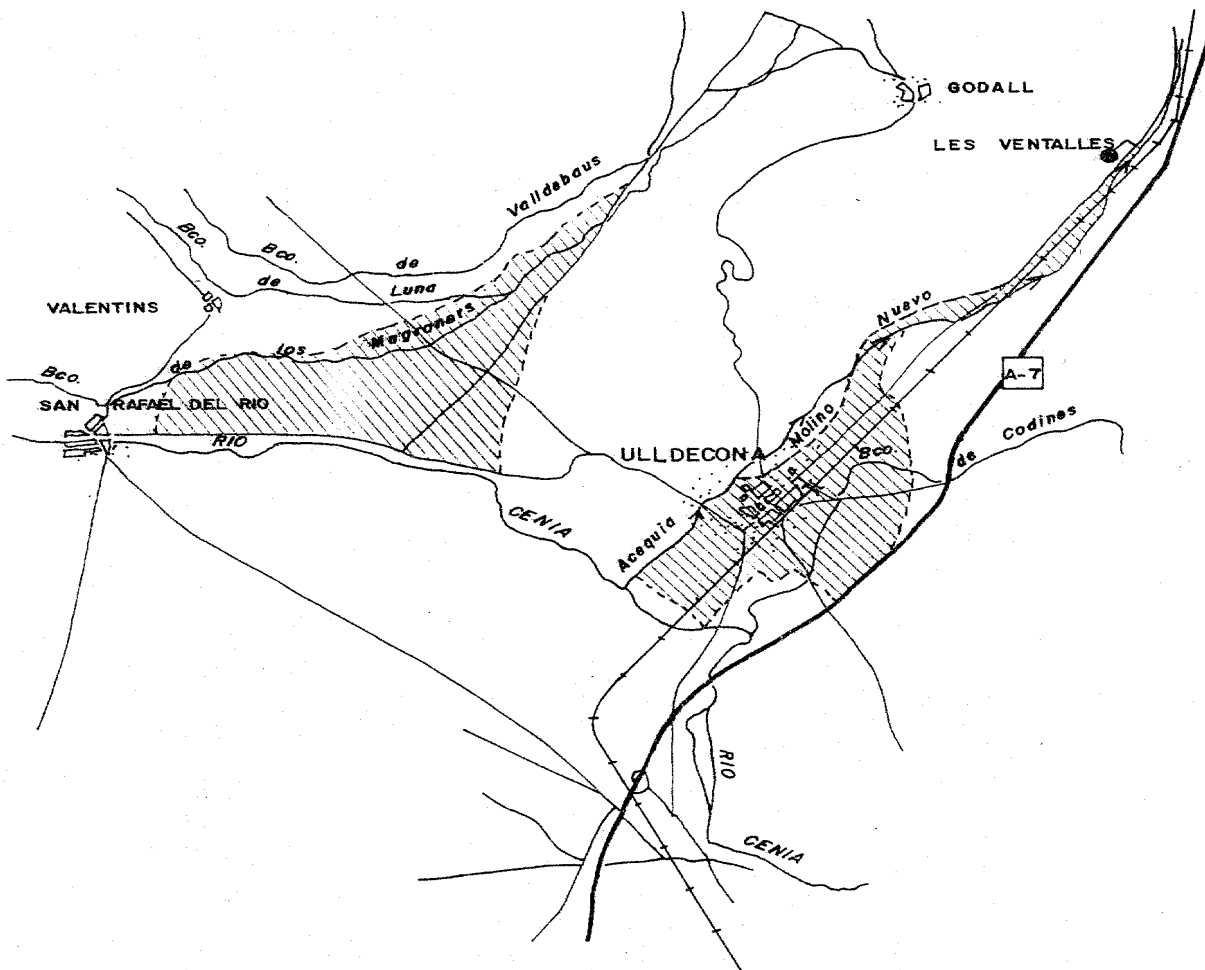 GODALL
LES VENTALLES
Valldebaus
Bco.
Bco. de
de Luna
VALENTINS
Nuevo
Bco. de los Magraners
A-7
SAN RAFAEL DEL RIO
RIO
Molino
Codines
ULLDECONA
Bco. de
CENIA
Acequia
RIO
CENIA